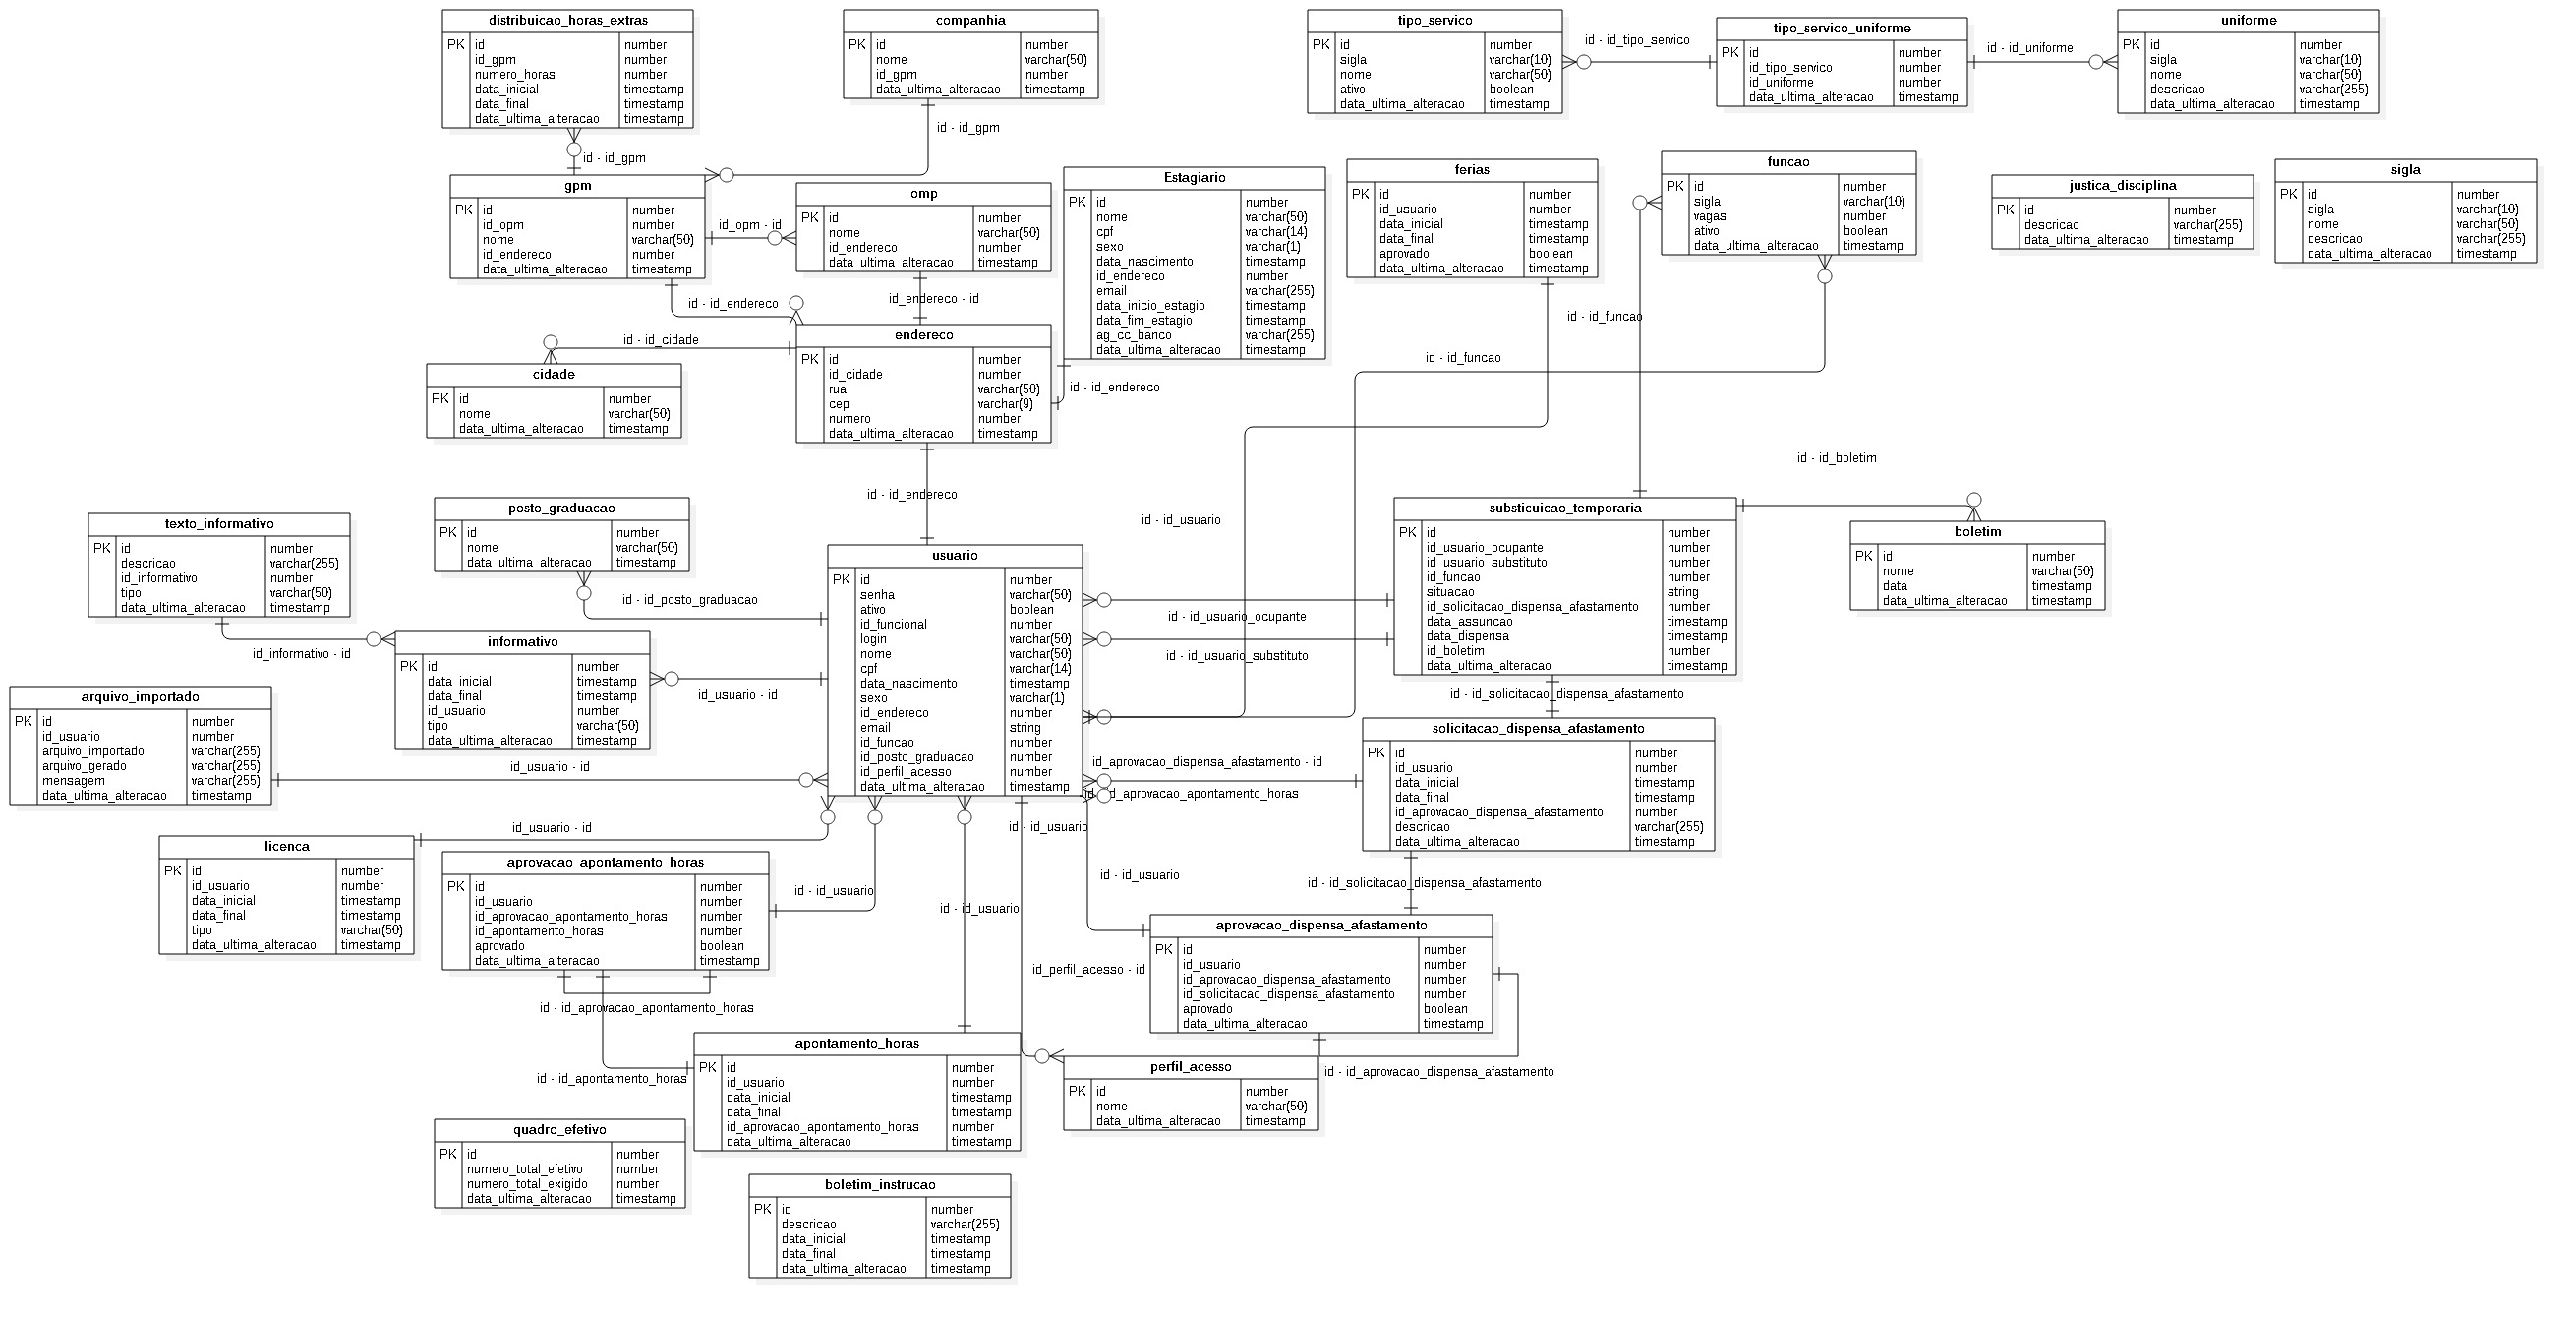 distribuicao_horas_extras
PK id number
id_gpm number
numero_horas number
data_inicial timestamp
data_final timestamp
data_ultima_alteracao timestamp
companhia
PK id number
nome varchar(50)
id_gpm number
data_ultima_alteracao timestamp
tipo_servico
PK id number
sigla varchar(10)
nome varchar(50)
ativo boolean
data_ultima_alteracao timestamp
id - id_tipo_servico
tipo_servico_uniforme
PK id number
id_tipo_servico number
id_uniforme number
data_ultima_alteracao timestamp
id - id_uniforme
uniforme
PK id number
sigla varchar(10)
nome varchar(50)
descricao varchar(255)
data_ultima_alteracao timestamp
id - id_gpm
id - id_gpm
gpm
PK id number
id_opm number
nome varchar(50)
id_endereco number
data_ultima_alteracao timestamp
id_opm - id
omp
PK id number
nome varchar(50)
id_endereco number
data_ultima_alteracao timestamp
Estagiario
PK id number
nome varchar(50)
cpf varchar(14)
sexo varchar(1)
data_nascimento timestamp
id_endereco number
email varchar(255)
data_inicio_estagio timestamp
data_fim_estagio timestamp
ag_cc_banco varchar(255)
data_ultima_alteracao timestamp
ferias
PK id number
id_usuario number
data_inicial timestamp
data_final timestamp
aprovado boolean
data_ultima_alteracao timestamp
funcao
PK id number
sigla varchar(10)
vagas number
ativo boolean
data_ultima_alteracao timestamp
justica_disciplina
PK id number
descricao varchar(255)
data_ultima_alteracao timestamp
sigla
PK id number
sigla varchar(10)
nome varchar(50)
descricao varchar(255)
data_ultima_alteracao timestamp
id - id_endereco
id_endereco - id
id - id_funcao
id - id_cidade
id - id_funcao
cidade
PK id number
nome varchar(50)
data_ultima_alteracao timestamp
endereco
PK id number
id_cidade number
rua varchar(50)
cep varchar(9)
numero number
data_ultima_alteracao timestamp
id - id_endereco
id - id_boletim
id - id_endereco
id - id_usuario
texto_informativo
PK id number
descricao varchar(255)
id_informativo number
tipo varchar(50)
data_ultima_alteracao timestamp
posto_graduacao
PK id number
nome varchar(50)
data_ultima_alteracao timestamp
id - id_posto_graduacao
usuario
PK id number
senha varchar(50)
ativo boolean
id_funcional number
login varchar(50)
nome varchar(50)
cpf varchar(14)
data_nascimento timestamp
sexo varchar(1)
id_endereco number
email string
id_funcao number
id_posto_graduacao number
id_perfil_acesso number
data_ultima_alteracao timestamp
substicuicao_temporaria
PK id number
id_usuario_ocupante number
id_usuario_substituto number
id_funcao number
situacao string
id_solicitacao_dispensa_afastamento number
data_assuncao timestamp
data_dispensa timestamp
id_boletim number
data_ultima_alteracao timestamp
boletim
PK id number
nome varchar(50)
data timestamp
data_ultima_alteracao timestamp
id - id_usuario_ocupante
id - id_usuario_substituto
id_informativo - id
informativo
PK id number
data_inicial timestamp
data_final timestamp
id_usuario number
tipo varchar(50)
data_ultima_alteracao timestamp
id_usuario - id
id - id_solicitacao_dispensa_afastamento
arquivo_importado
PK id number
id_usuario number
arquivo_importado varchar(255)
arquivo_gerado varchar(255)
mensagem varchar(255)
data_ultima_alteracao timestamp
id_usuario - id
solicitacao_dispensa_afastamento
PK id number
id_usuario number
data_inicial timestamp
data_final timestamp
id_aprovacao_dispensa_afastamento number
descricao varchar(255)
data_ultima_alteracao timestamp
id_aprovacao_dispensa_afastamento - id
d_aprovacao_apontamento_horas
id_usuario - id
id - id_usuario
licenca
PK id number
id_usuario number
data_inicial timestamp
data_final timestamp
tipo varchar(50)
data_ultima_alteracao timestamp
aprovacao_apontamento_horas
PK id number
id_usuario number
id_aprovacao_apontamento_horas number
id_apontamento_horas number
aprovado boolean
data_ultima_alteracao timestamp
id - id_usuario
id - id_usuario
id - id_usuario
id - id_solicitacao_dispensa_afastamento
aprovacao_dispensa_afastamento
PK id number
id_usuario number
id_aprovacao_dispensa_afastamento number
id_solicitacao_dispensa_afastamento number
aprovado boolean
data_ultima_alteracao timestamp
id_perfil_acesso - id
id - id_aprovacao_apontamento_horas
id - id_apontamento_horas
apontamento_horas
PK id number
id_usuario number
data_inicial timestamp
data_final timestamp
id_aprovacao_apontamento_horas number
data_ultima_alteracao timestamp
perfil_acesso
PK id number
nome varchar(50)
data_ultima_alteracao timestamp
id - id_aprovacao_dispensa_afastamento
quadro_efetivo
PK id number
numero_total_efetivo number
numero_total_exigido number
data_ultima_alteracao timestamp
boletim_instrucao
PK id number
descricao varchar(255)
data_inicial timestamp
data_final timestamp
data_ultima_alteracao timestamp